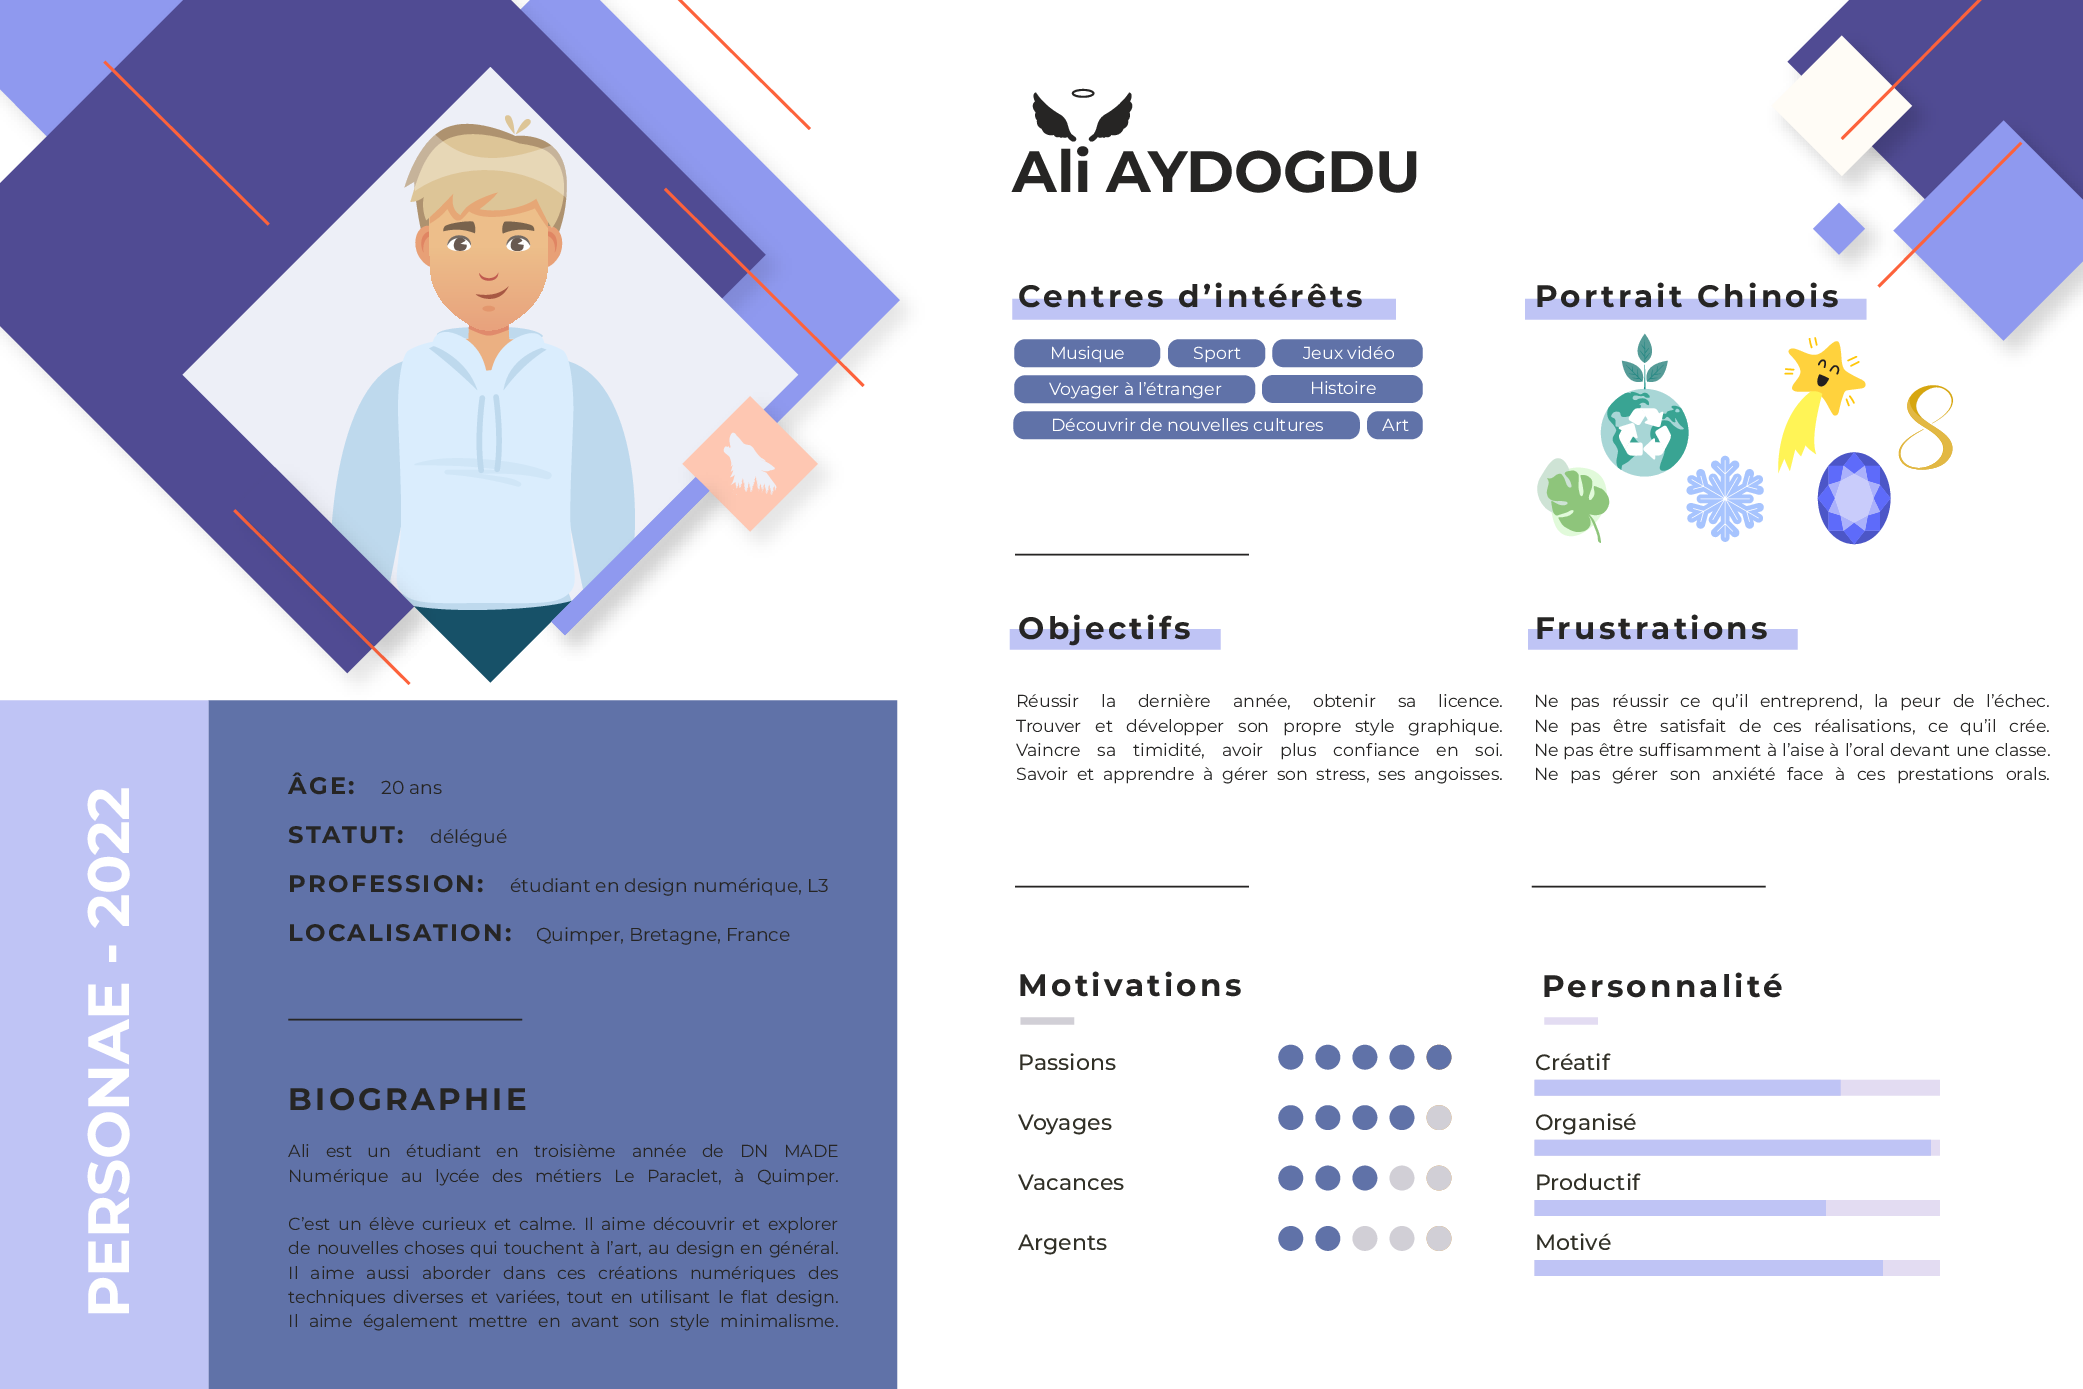 PERSONAE - 2022
ÂGE: 20 ans
STATUT: délégué
PROFESSION: étudiant en design numérique, L3
LOCALISATION: Quimper, Bretagne, France
BIOGRAPHIE
Ali est un étudiant en troisième année de DN MADE
Numérique au lycée des métiers Le Paraclet, à Quimper.
C’est un élève curieux et calme. Il aime découvrir et explorer
de nouvelles choses qui touchent à l’art, au design en général.
Il aime aussi aborder dans ces créations numériques des
techniques diverses et variées, tout en utilisant le flat design.
Il aime également mettre en avant son style minimalisme.
Ali AYDOGDU
Centres d’intérêts
Musique
Sport
Jeux vidéo
Voyager à l’étranger
Histoire
Découvrir de nouvelles cultures
Art
Portrait Chinois
8
Objectifs
Réussir la dernière année, obtenir sa licence.
Trouver et développer son propre style graphique.
Vaincre sa timidité, avoir plus confiance en soi.
Savoir et apprendre à gérer son stress, ses angoisses.
Frustrations
Ne pas réussir ce qu’il entreprend, la peur de l’échec.
Ne pas être satisfait de ces réalisations, ce qu’il crée.
Ne pas être suffisamment à l’aise à l’oral devant une classe.
Ne pas gérer son anxiété face à ces prestations orals.
Motivations
Passions
Voyages
Vacances
Argents
Personnalité
Créatif
Organisé
Productif
Motivé